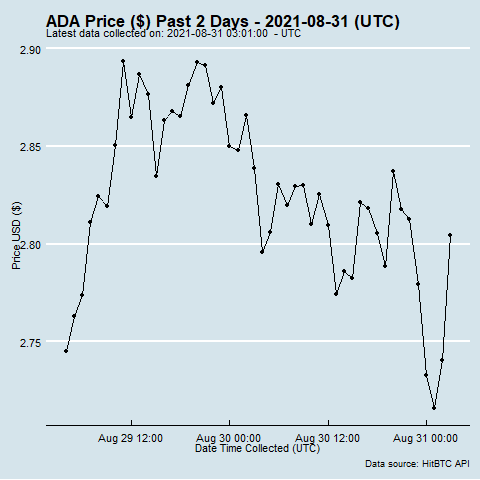 ADA Price ($) Past 2 Days - 2021-08-31 (UTC)
Latest data collected on: 2021-08-31 03:01:00 - UTC
2.90
2.85
2.80
2.75
Price USD ($)
Aug 29 12:00 Aug 30 00:00 Aug 30 12:00 Aug 31 00:00
Date Time Collected (UTC)
Data source: HitBTC API